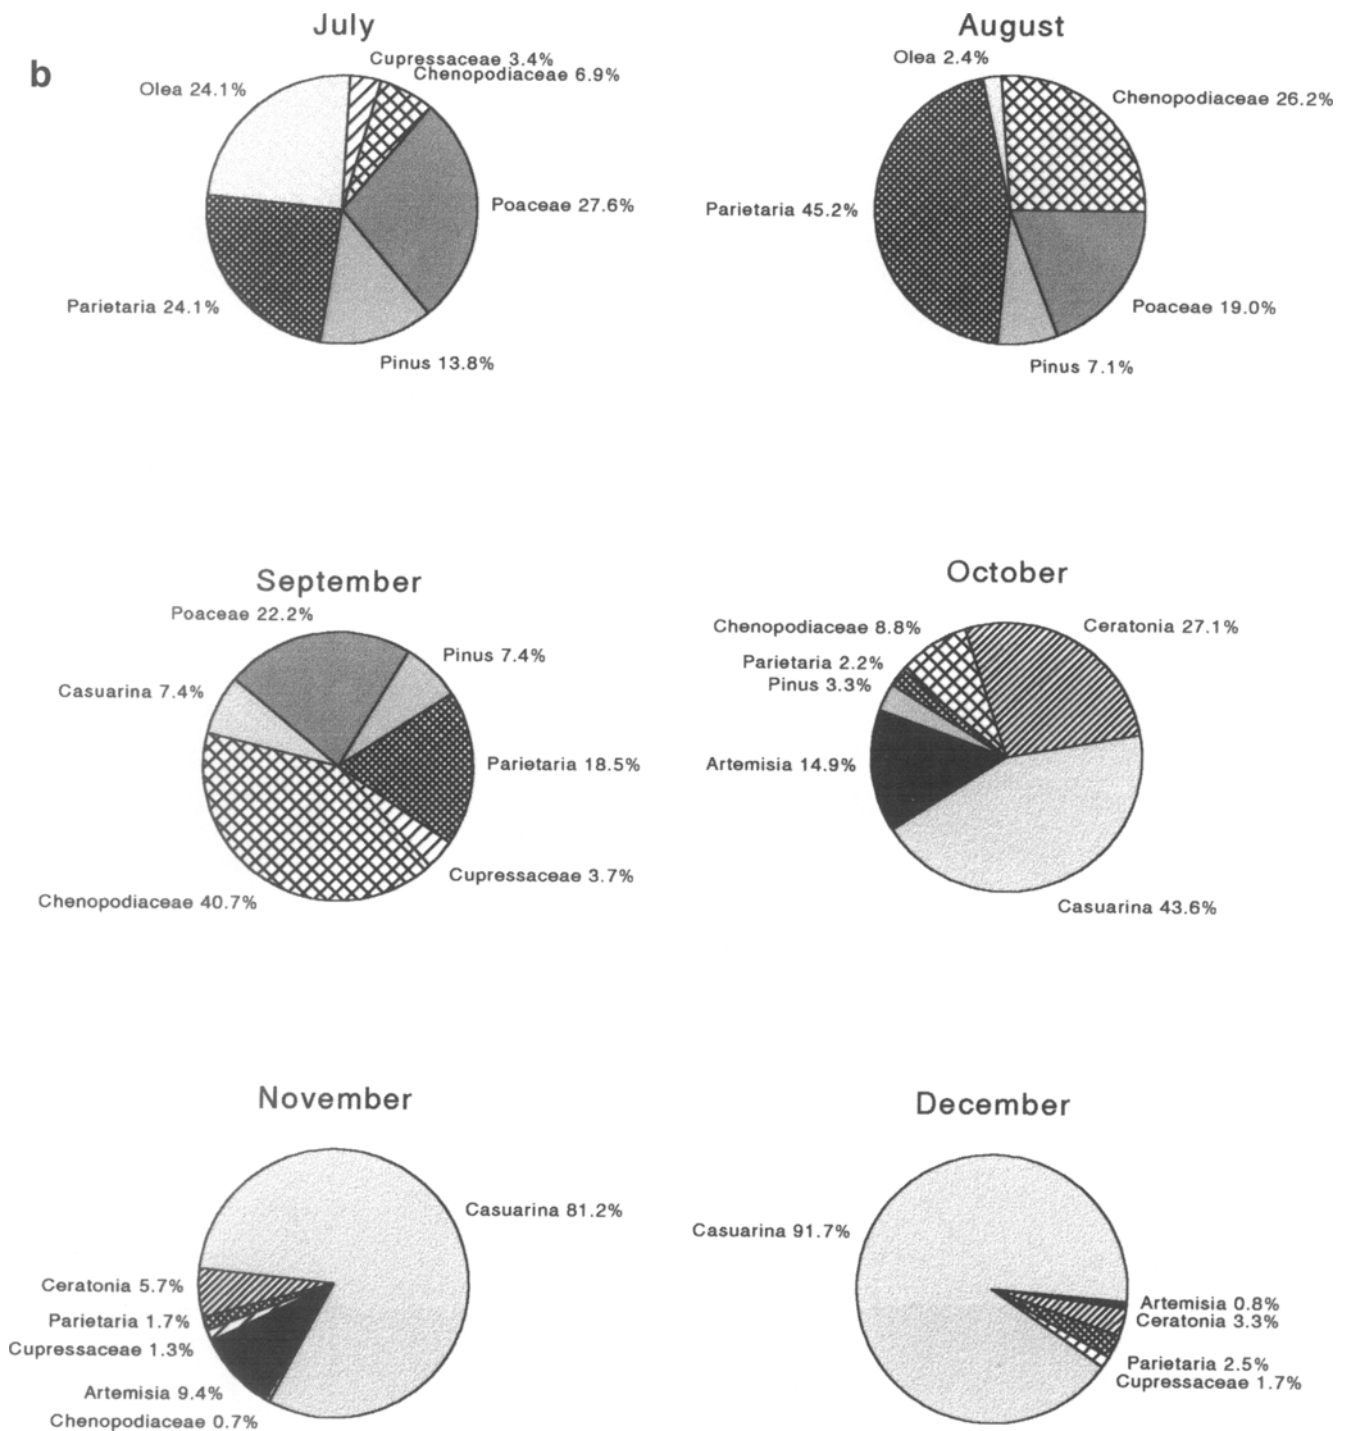 b
July
Cupressaceae 3.4%
Chenopodiaceae 6.9%
Olea 24.1%
Poaceae 27.6%
Parietaria 24.1%
Pinus 13.8%
August
Olea 2.4%
Chenopodiaceae 26.2%
Parietaria 45.2%
Poaceae 19.0%
Pinus 7.1%
September
Poaceae 22.2%
Pinus 7.4%
Casuarina 7.4%
Parietaria 18.5%
Cupressaceae 3.7%
Chenopodiaceae 40.7%
October
Chenopodiaceae 8.8%
Ceratonia 27.1%
Parietaria 2.2%
Pinus 3.3%
Artemisia 14.9%
Casuarina 43.6%
November
Casuarina 81.2%
Ceratonia 5.7%
Parietaria 1.7%
Cupressaceae 1.3%
Artemisia 9.4%
Chenopodiaceae 0.7%
December
Casuarina 91.7%
Artemisia 0.8%
Ceratonia 3.3%
Parietaria 2.5%
Cupressaceae 1.7%